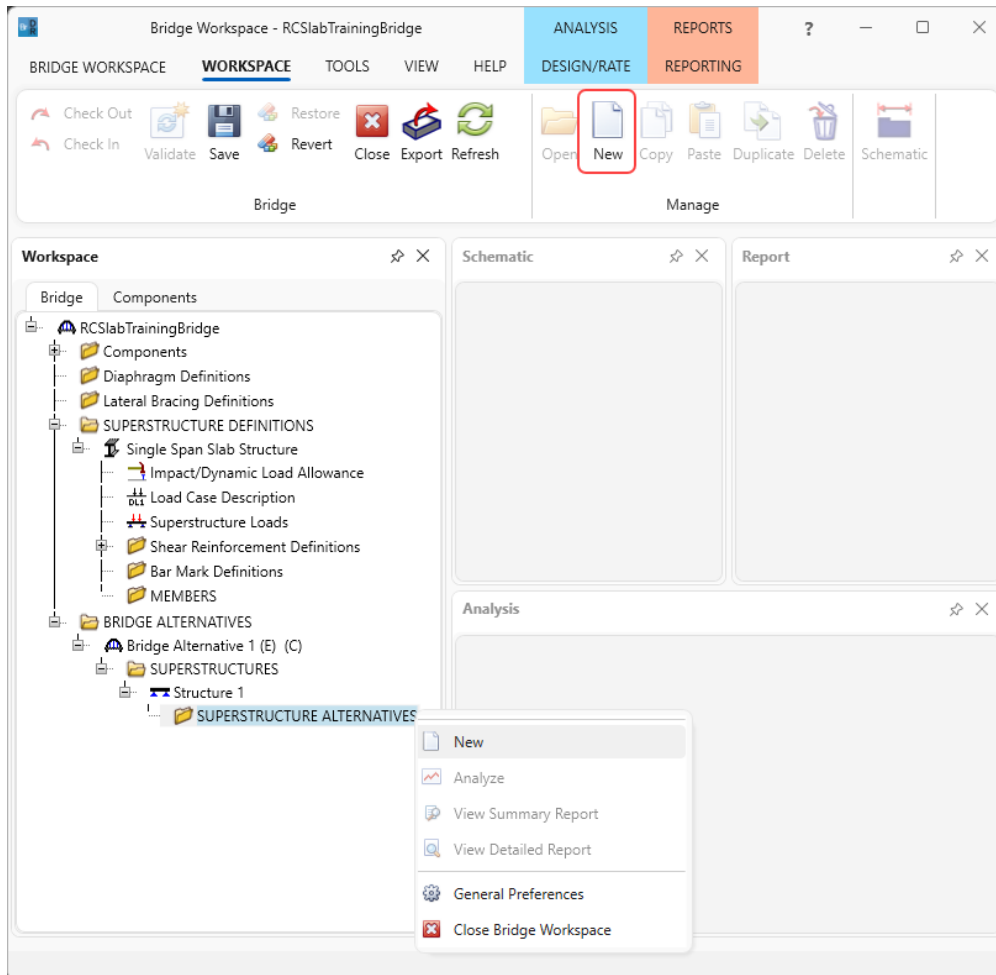 Bridge Workspace - RCSlabTrainingBridge ANALYSIS REPORTS ?
BRIDGE WORKSPACE WORKSPACE TOOLS VIEW HELP DESIGN/RATE REPORTING
Check Out
Check In
Validate
Save
Restore
Revert
Close
Export
Refresh
Bridge
Open
New
Copy
Paste
Duplicate
Delete
Manage
Schematic
Workspace
Bridge Components
RCSlabTrainingBridge
Components
Diaphragm Definitions
Lateral Bracing Definitions
SUPERSTRUCTURE DEFINITIONS
Single Span Slab Structure
Impact/Dynamic Load Allowance
DL1 Load Case Description
Superstructure Loads
Shear Reinforcement Definitions
Bar Mark Definitions
MEMBERS
BRIDGE ALTERNATIVES
Bridge Alternative 1 (E) (C)
SUPERSTRUCTURES
Structure 1
SUPERSTRUCTURE ALTERNATIVES
New
Analyze
View Summary Report
View Detailed Report
General Preferences
Close Bridge Workspace
Schematic
Report
Analysis